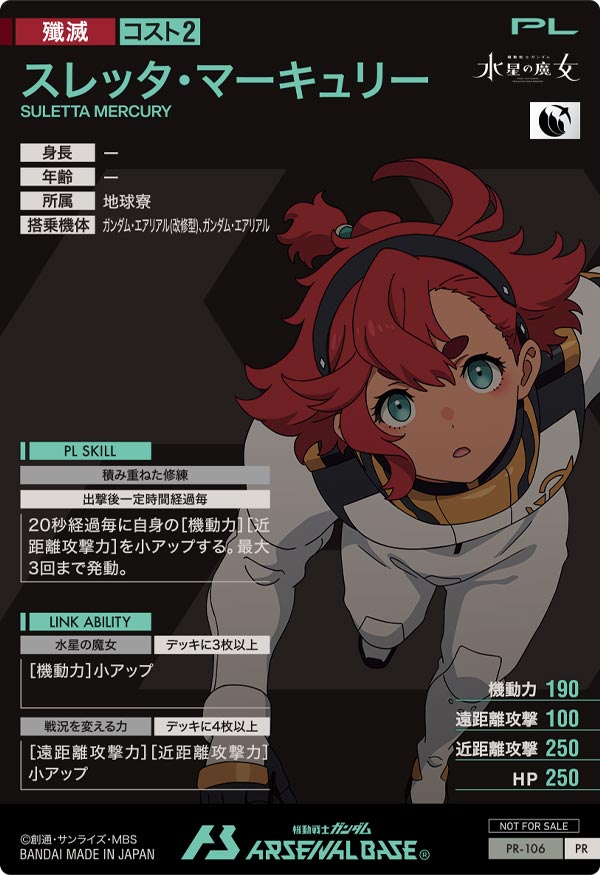 殲滅 コスト2
PL
スレッタ・マーキュリー
SULETTA MERCURY
機動戦士ガンダム
水星の魔女
身長 ー
年齢 ー
所属 地球寮
搭乗機体 ガンダム・エアリアル(改修型)、ガンダム・エアリアル
PL SKILL
積み重ねた修練
出撃後一定時間経過毎
20秒経過毎に自身の[機動力][近
距離攻撃力]を小アップする。最大
3回まで発動。
LINK ABILITY
水星の魔女 デッキに3枚以上
[機動力]小アップ
戦況を変える力 デッキに4枚以上
[遠距離攻撃力][近距離攻撃力]
小アップ
機動力 190
遠距離攻撃 100
近距離攻撃 250
HP 250
©創通・サンライズ・MBS
BANDAI MADE IN JAPAN
機動戦士ガンダム
ARSENAL BASE®
NOT FOR SALE
PR-106 PR